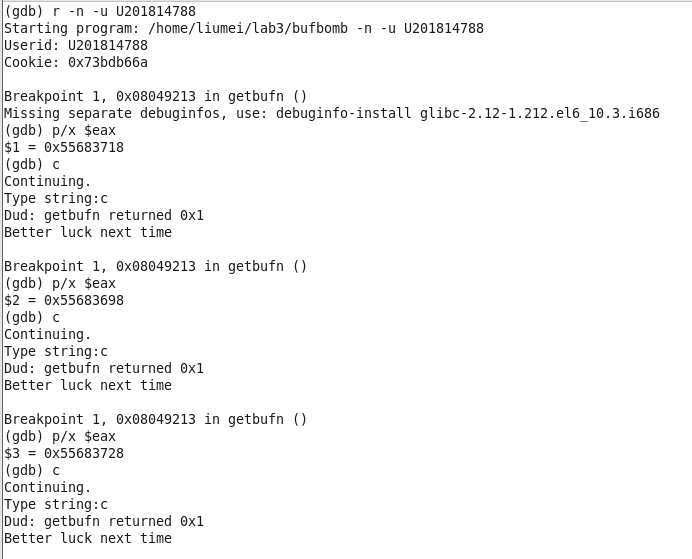 (gdb) r -n -u U201814788
Starting program: /home/liumei/lab3/bufbomb -n -u U201814788
Userid: U201814788
Cookie: 0x73bdb66a
Breakpoint 1, 0x08049213 in getbufn ()
Missing separate debuginfos, use: debuginfo-install glibc-2.12-1.212.el6_10.3.i686
(gdb) p/x $eax
$1 = 0x55683718
(gdb) c
Continuing.
Type string:c
Dud: getbufn returned 0x1
Better luck next time
Breakpoint 1, 0x08049213 in getbufn ()
(gdb) p/x $eax
$2 = 0x55683698
(gdb) c
Continuing.
Type string:c
Dud: getbufn returned 0x1
Better luck next time
Breakpoint 1, 0x08049213 in getbufn ()
(gdb) p/x $eax
$3 = 0x55683728
(gdb) c
Continuing.
Type string:c
Dud: getbufn returned 0x1
Better luck next time